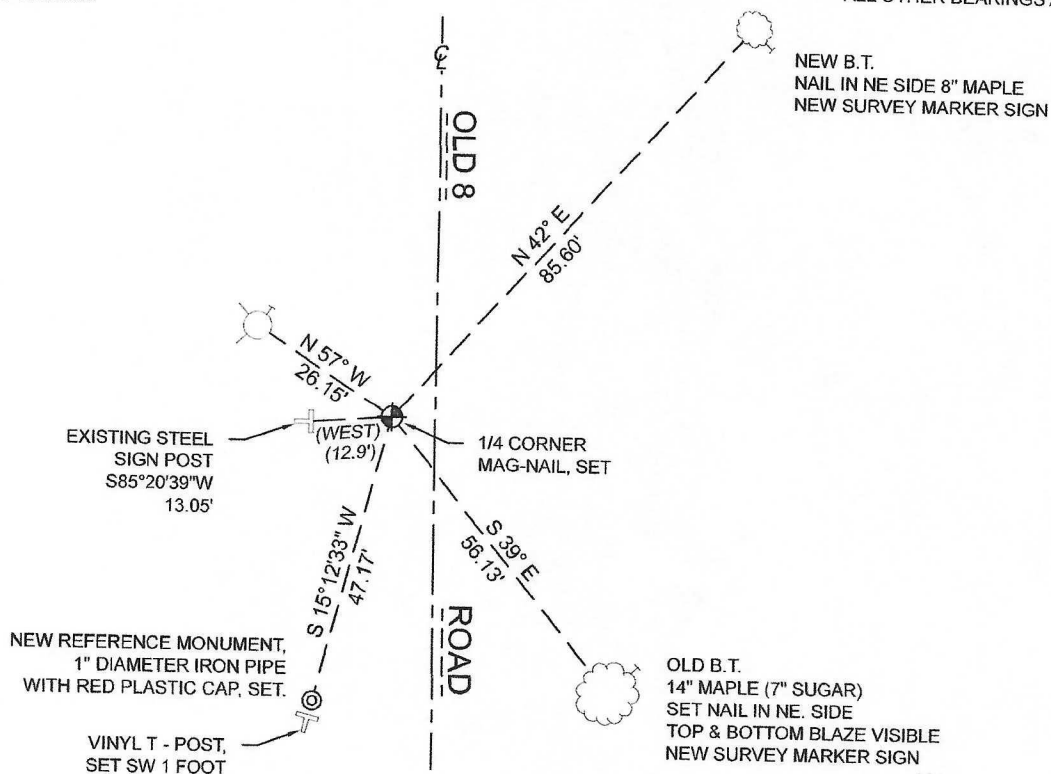 NEW B.T.
NAIL IN NE SIDE 8" MAPLE
NEW SURVEY MARKER SIGN
℄
OLD 8
N 42° E
85.60'
N 57° W
26.15'
EXISTING STEEL
SIGN POST
S85°20'39"W
13.05'
(WEST)
(12.9')
1/4 CORNER
MAG-NAIL, SET
S 39° E
56.13'
S 15°12'33" W
47.17'
ROAD
NEW REFERENCE MONUMENT,
1" DIAMETER IRON PIPE
WITH RED PLASTIC CAP, SET.
VINYL T - POST,
SET SW 1 FOOT
OLD B.T.
14" MAPLE (7" SUGAR)
SET NAIL IN NE. SIDE
TOP & BOTTOM BLAZE VISIBLE
NEW SURVEY MARKER SIGN